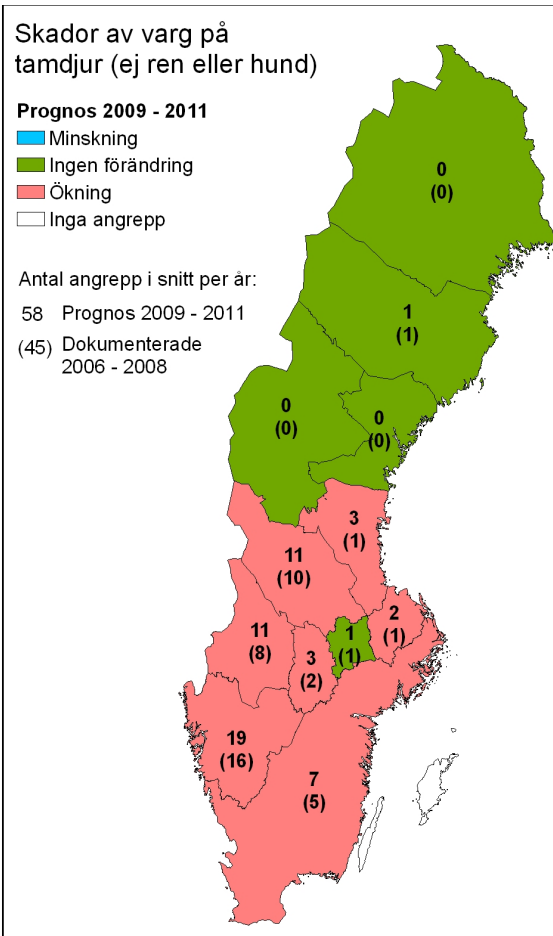 Skador av varg på
tamdjur (ej ren eller hund)
Prognos 2009 - 2011
Minskning
Ingen förändring
Ökning
Inga angrepp
Antal angrepp i snitt per år:
58 Prognos 2009 - 2011
(45) Dokumenterade
2006 - 2008
0
(0)
1
(1)
0
(0)
0
(0)
3
(1)
11
(10)
2
(1)
1
(1)
11
(8)
3
(2)
19
(16)
7
(5)